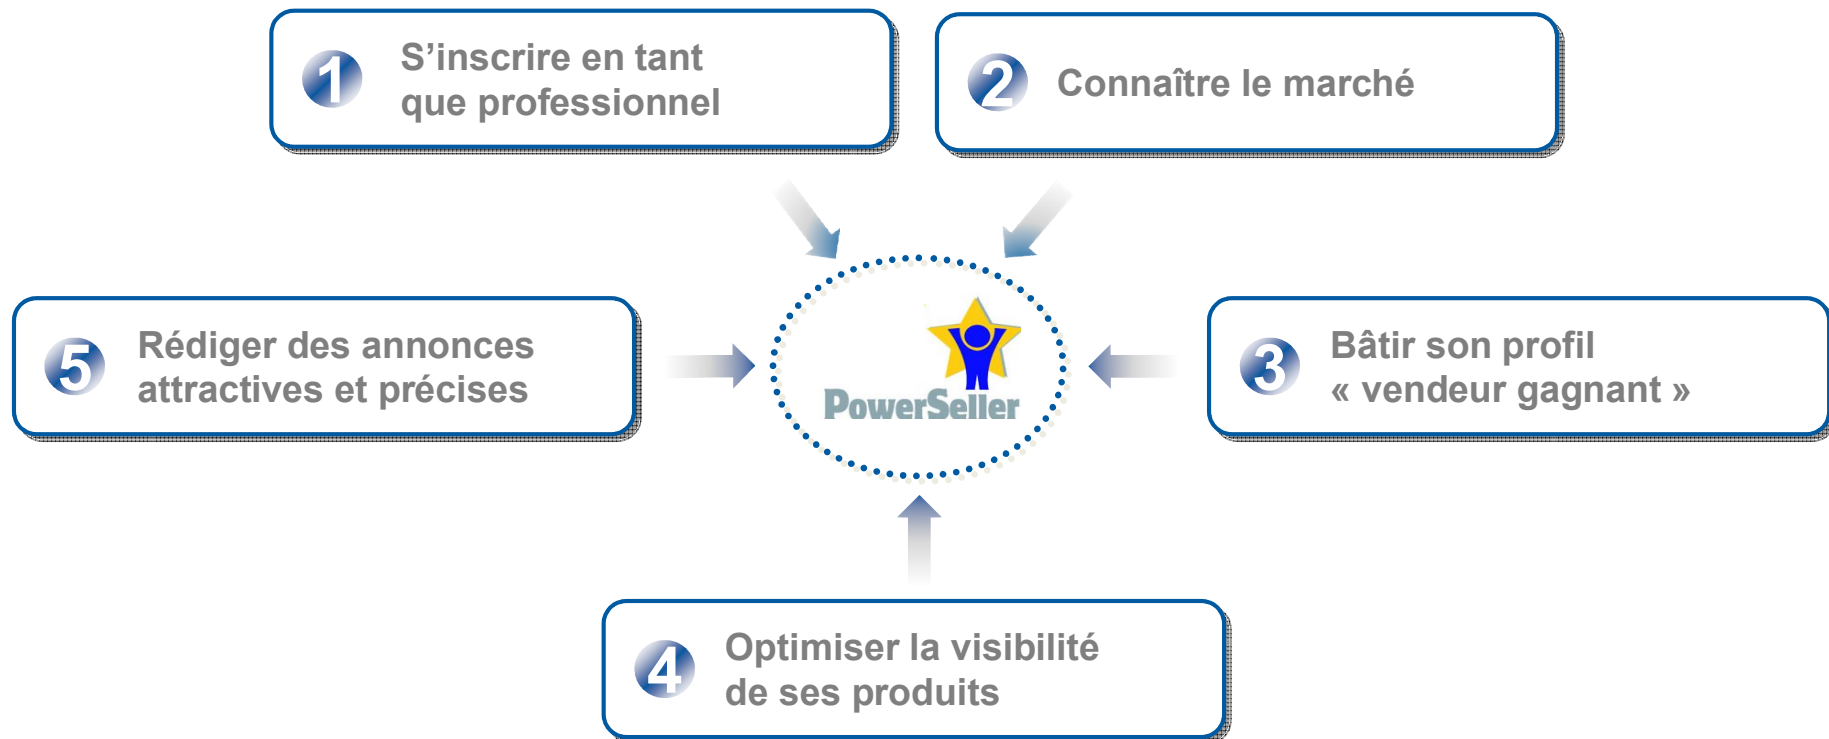 1
S’inscrire en tant
que professionnel
2
Connaître le marché
3
Bâtir son profil
« vendeur gagnant »
4
Optimiser la visibilité
de ses produits
5
Rédiger des annonces
attractives et précises
PowerSeller